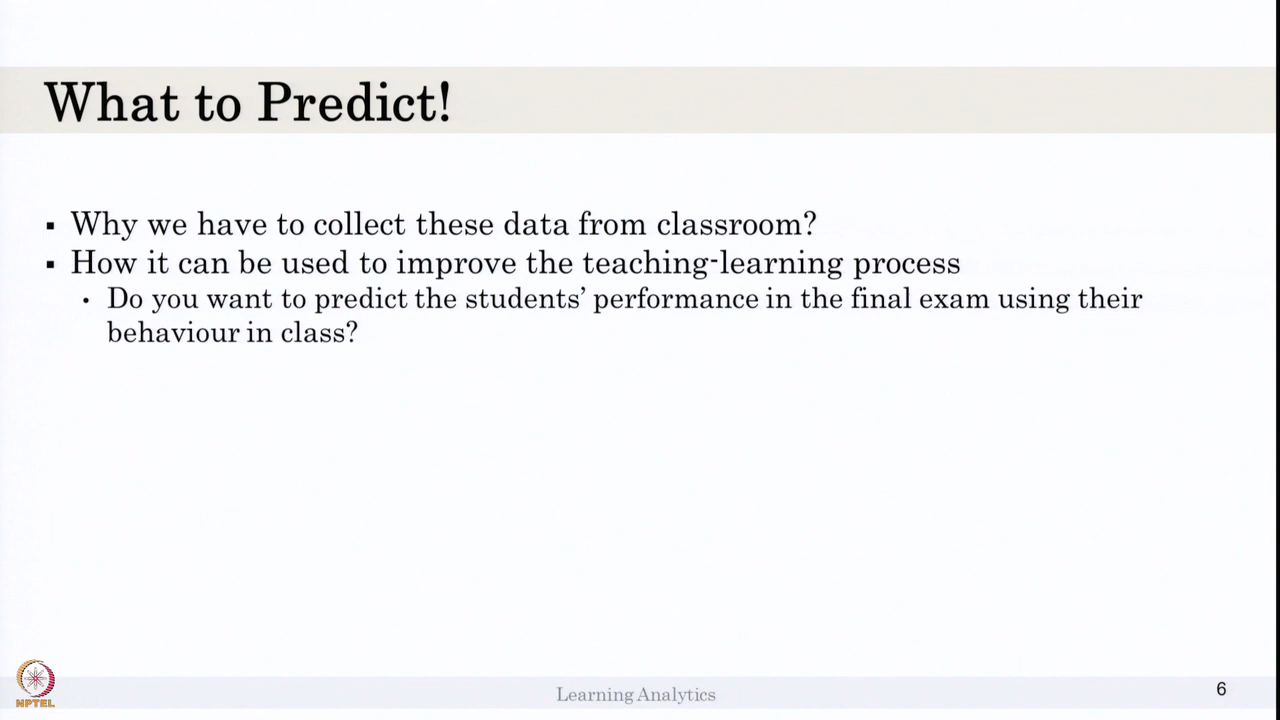 What to Predict!
▪ Why we have to collect these data from classroom?
▪ How it can be used to improve the teaching-learning process
• Do you want to predict the students' performance in the final exam using their
behaviour in class?
NPTEL
Learning Analytics
6